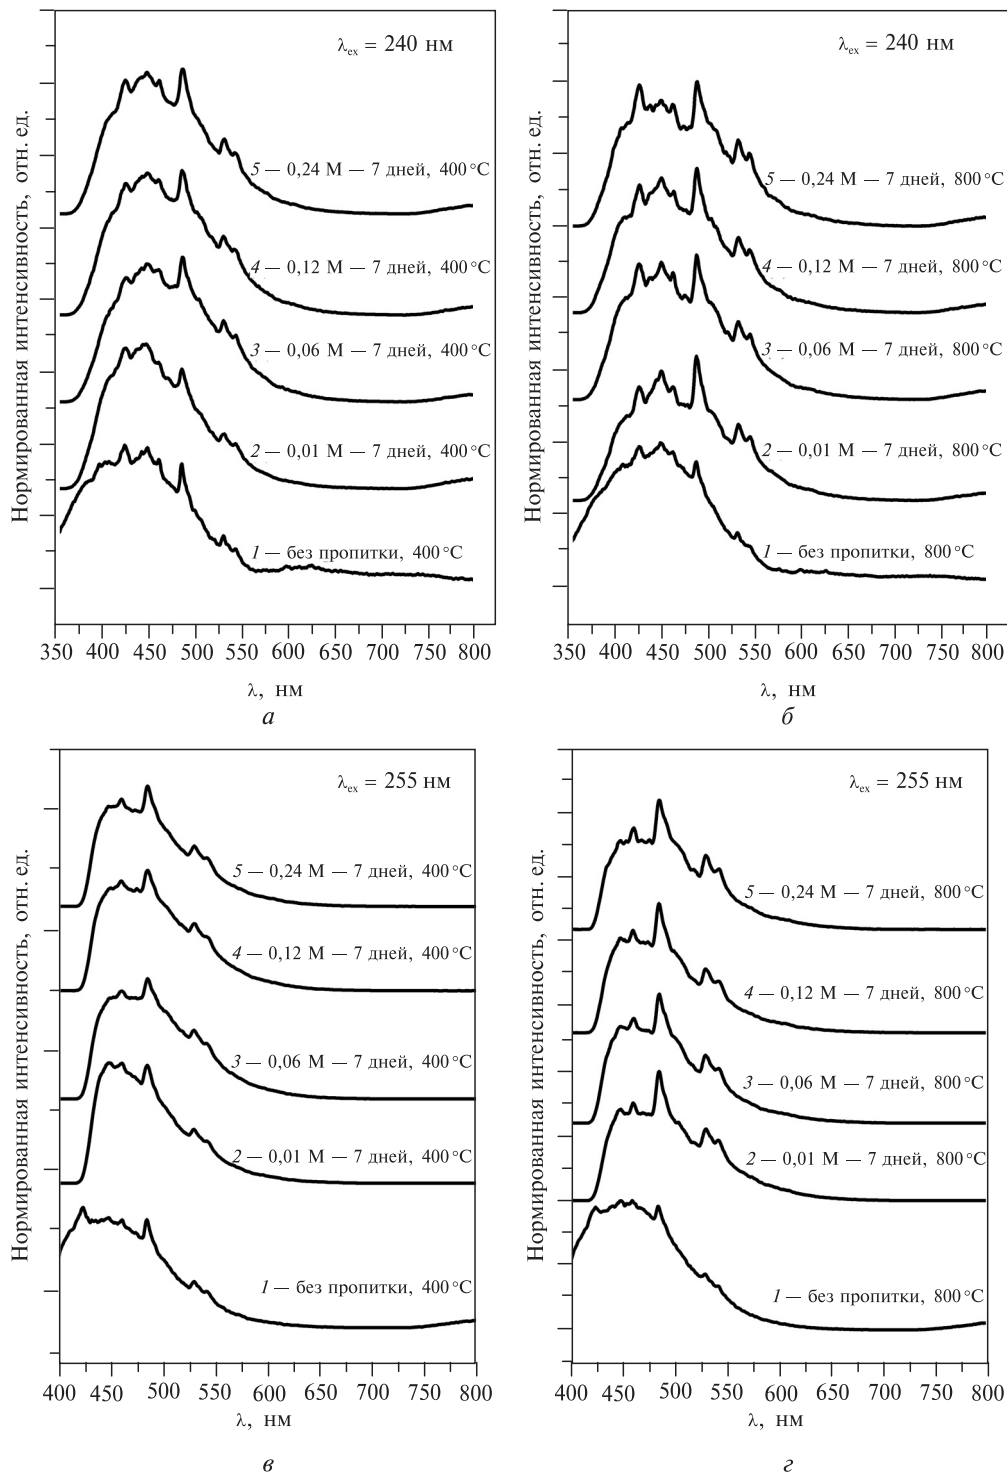 λex = 240 нм
Нормированная интенсивность, отн. ед.
5 — 0,24 М — 7 дней, 400 °С
4 — 0,12 М — 7 дней, 400 °С
3 — 0,06 М — 7 дней, 400 °С
2 — 0,01 М — 7 дней, 400 °С
1 — без пропитки, 400 °С
350 400 450 500 550 600 650 700 750 800
λ, нм
а
λex = 240 нм
Нормированная интенсивность, отн. ед.
5 — 0,24 М — 7 дней, 800 °С
4 — 0,12 М — 7 дней, 800 °С
3 — 0,06 М — 7 дней, 800 °С
2 — 0,01 М — 7 дней, 800 °С
1 — без пропитки, 800 °С
350 400 450 500 550 600 650 700 750 800
λ, нм
б
λex = 255 нм
Нормированная интенсивность, отн. ед.
5 — 0,24 М — 7 дней, 400 °С
4 — 0,12 М — 7 дней, 400 °С
3 — 0,06 М — 7 дней, 400 °С
2 — 0,01 М — 7 дней, 400 °С
1 — без пропитки, 400 °С
400 450 500 550 600 650 700 750 800
λ, нм
в
λex = 255 нм
Нормированная интенсивность, отн. ед.
5 — 0,24 М — 7 дней, 800 °С
4 — 0,12 М — 7 дней, 800 °С
3 — 0,06 М — 7 дней, 800 °С
2 — 0,01 М — 7 дней, 800 °С
1 — без пропитки, 800 °С
400 450 500 550 600 650 700 750 800
λ, нм
г